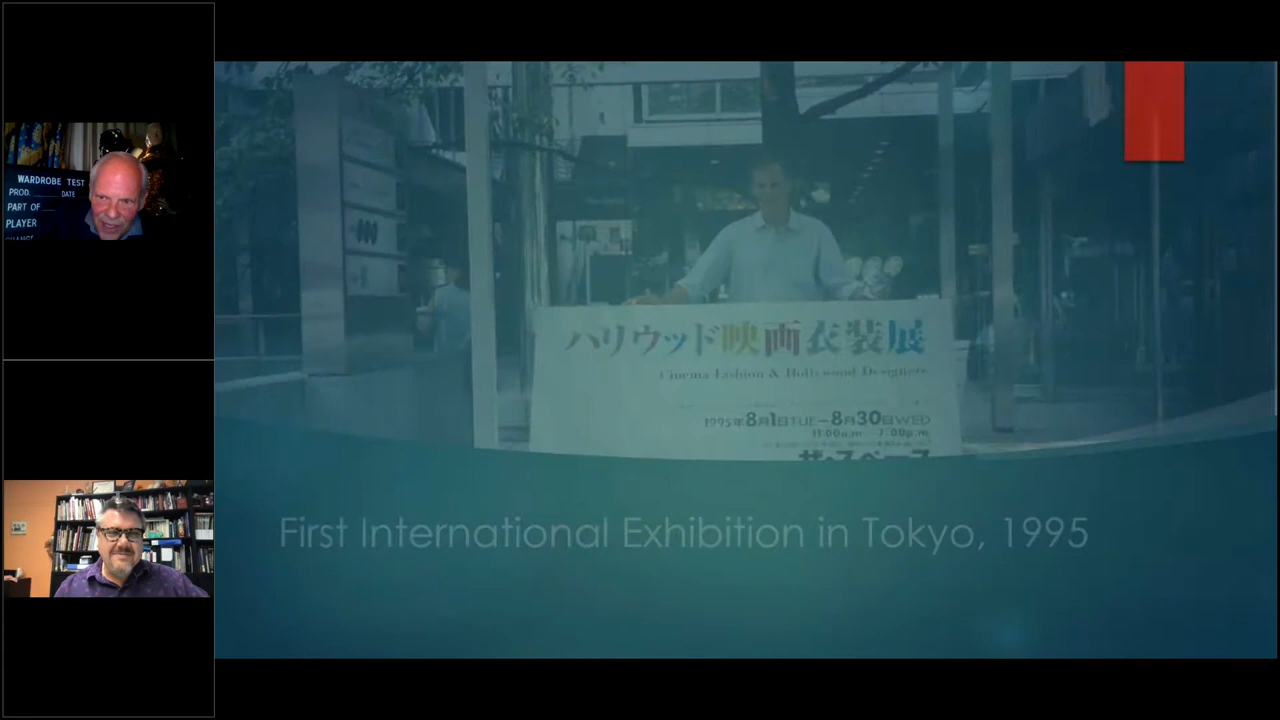 WARDROBE TEST
PROD. DATE
PART OF
PLAYER
CHANGE
ハリウッド映画衣裳展
Cinema Fashion & Hollywood Designers
1995年8月1日TUE–8月30日WED
11:00a.m—7:00p.m
ザ・スペース
First International Exhibition in Tokyo, 1995